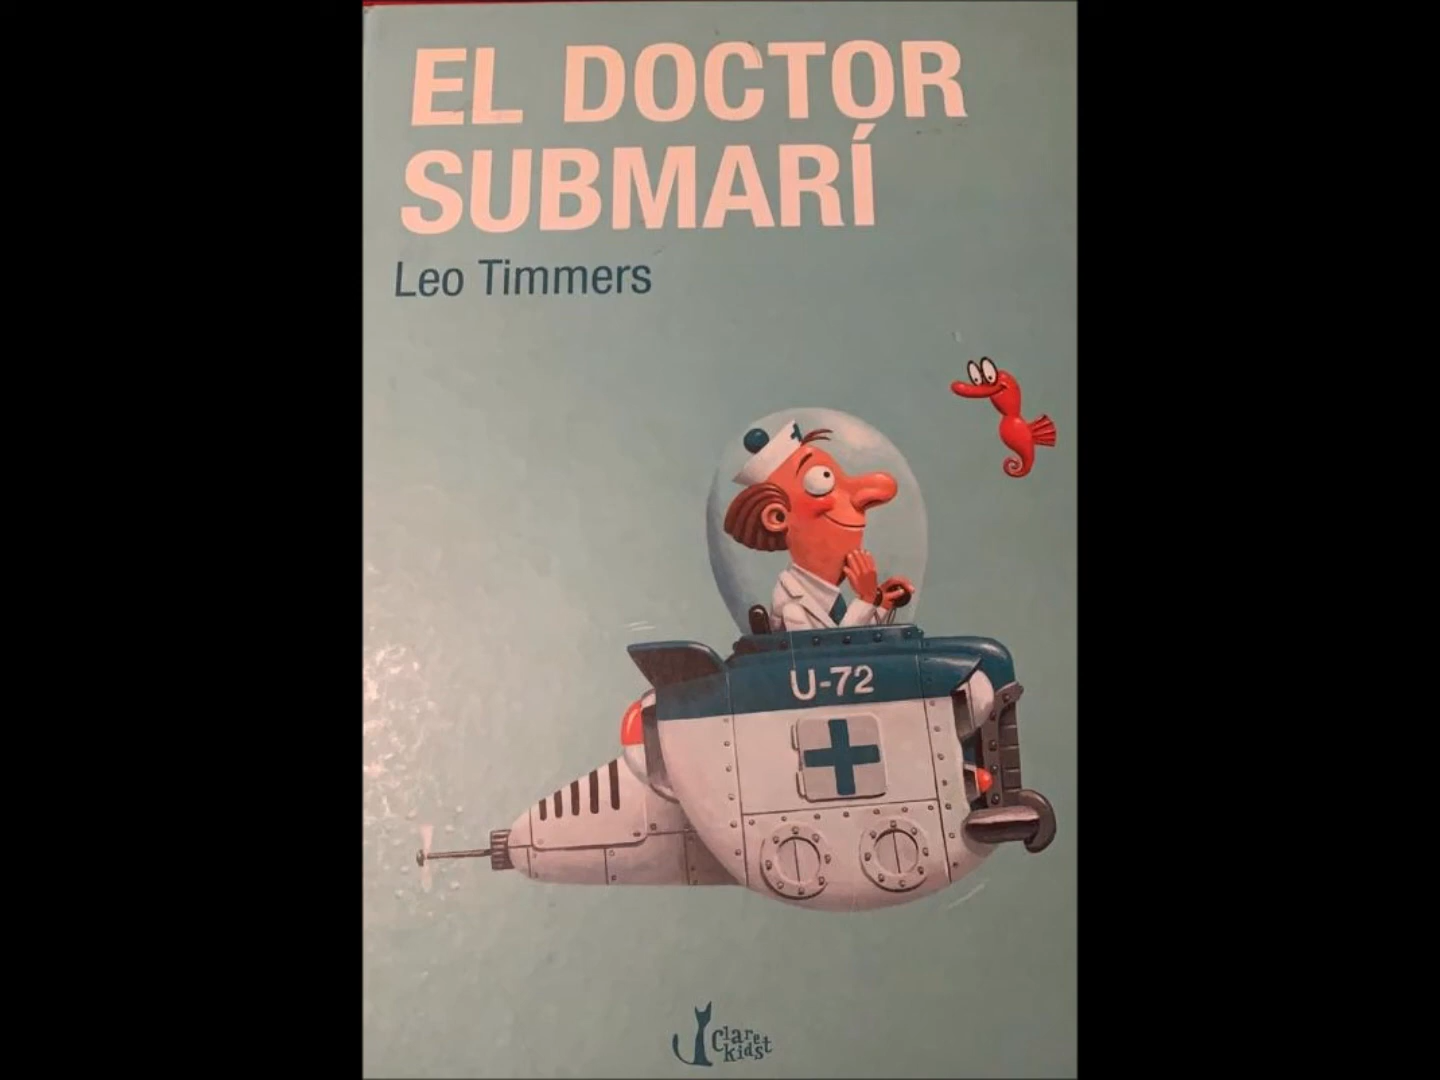 EL DOCTOR
SUBMARÍ
Leo Timmers
U-72
Claret
kids